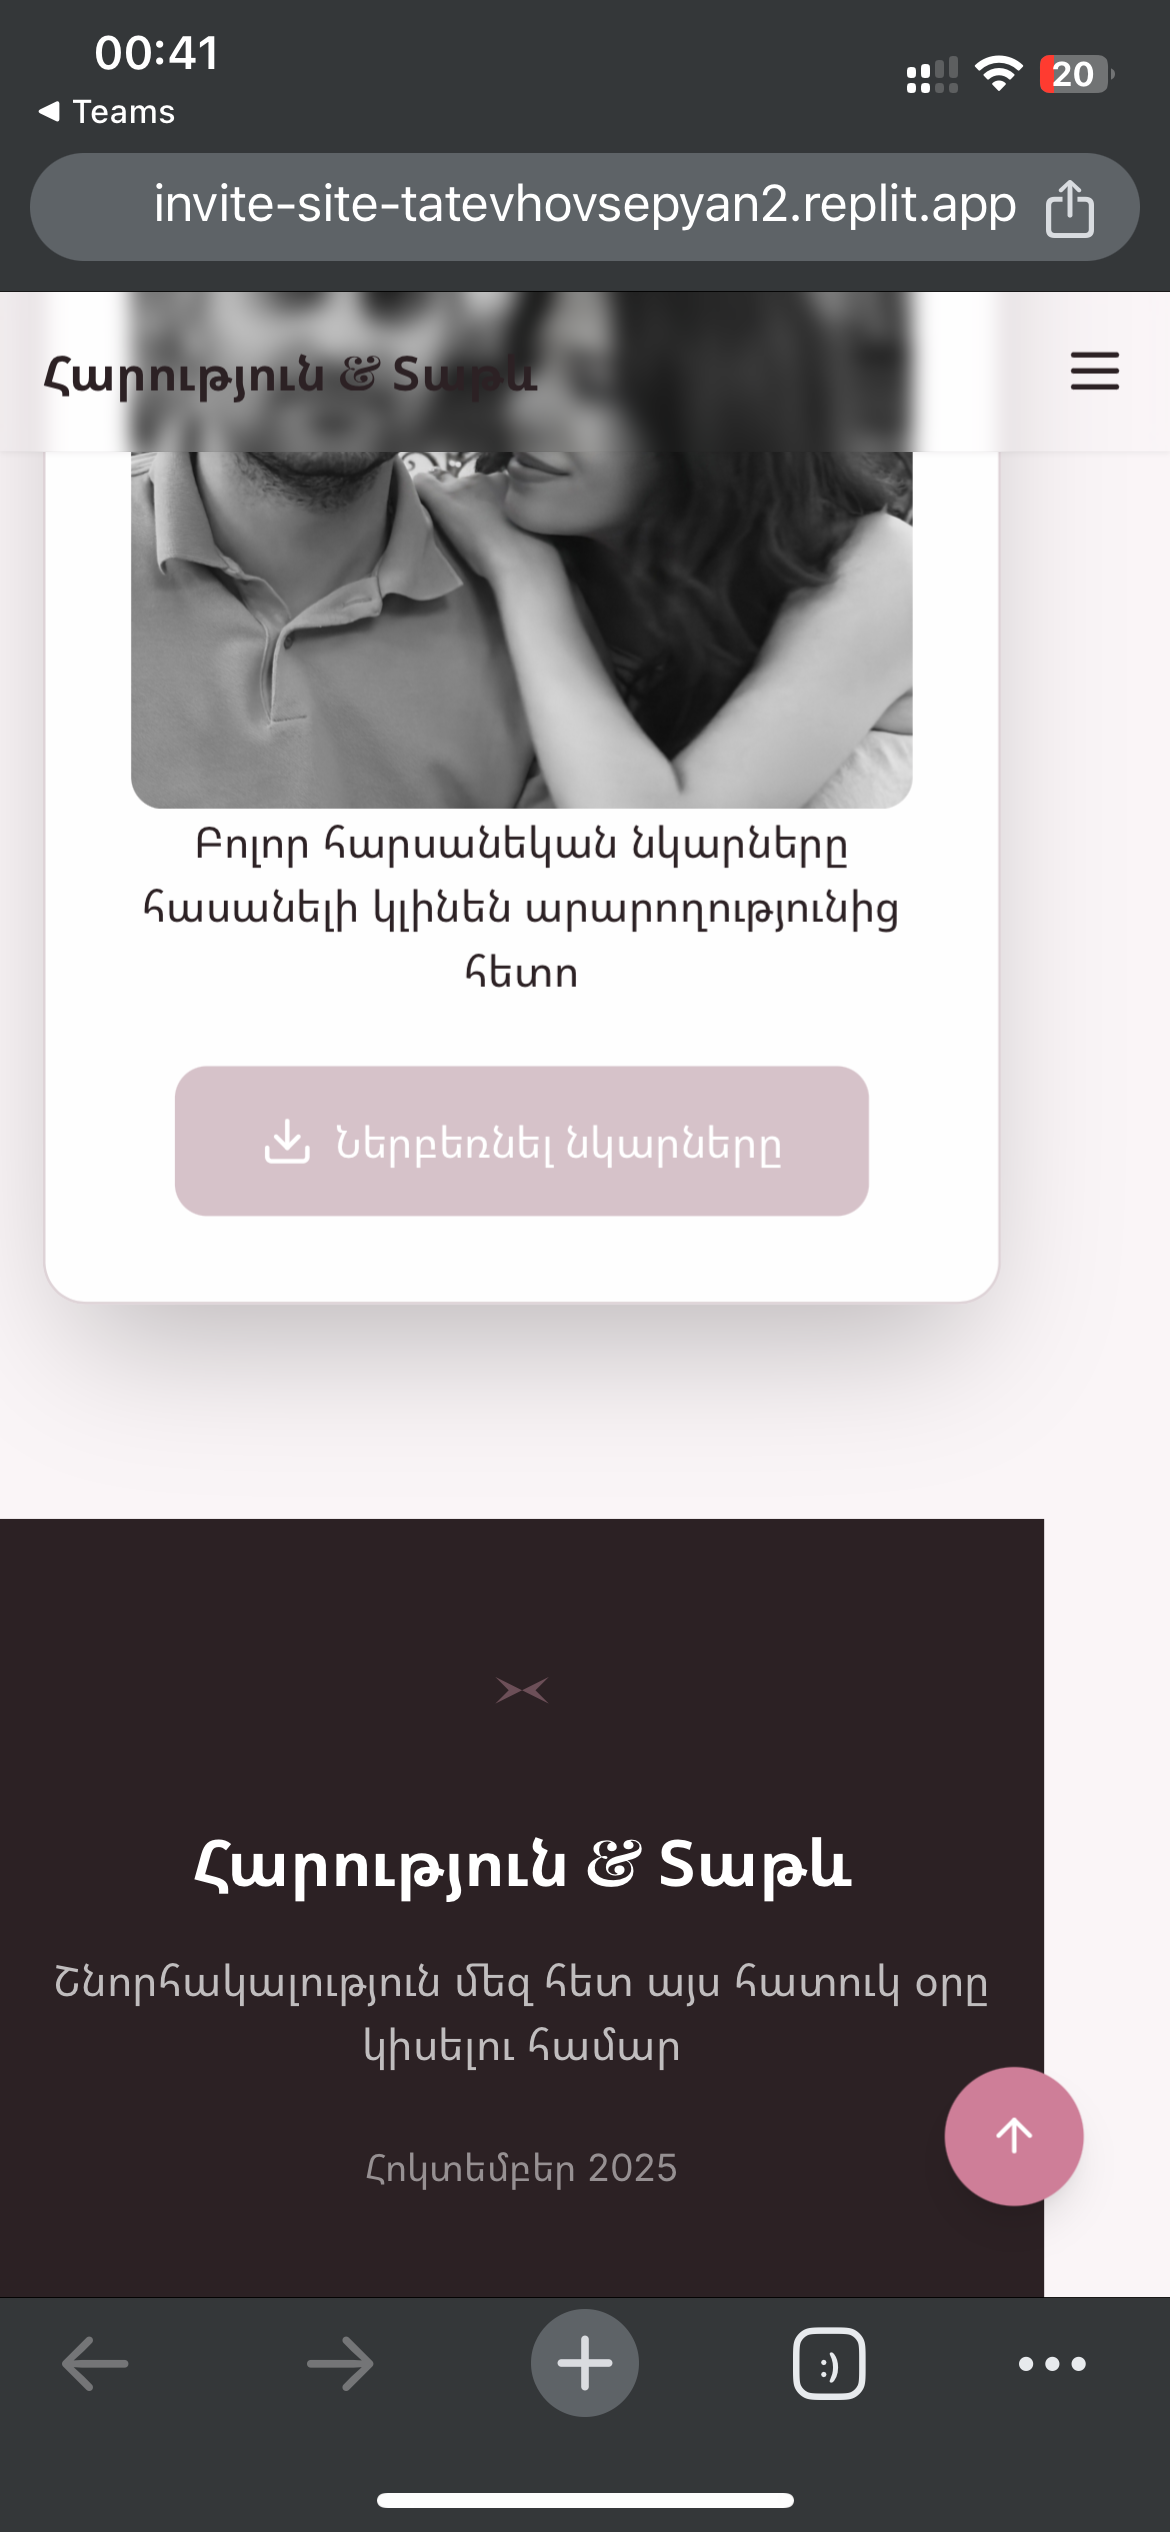 00:41
20
Teams
invite-site-tatevhovsepyan2.replit.app
Հարություն & Տաթև
Բոլոր հարսանեկան նկարները
հասանելի կլինեն արարողությունից
հետո
Ներբեռնել նկարները
Հարություն & Տաթև
Շնորհակալություն մեզ հետ այս հատուկ օրը
կիսելու համար
Հոկտեմբեր 2025
:)